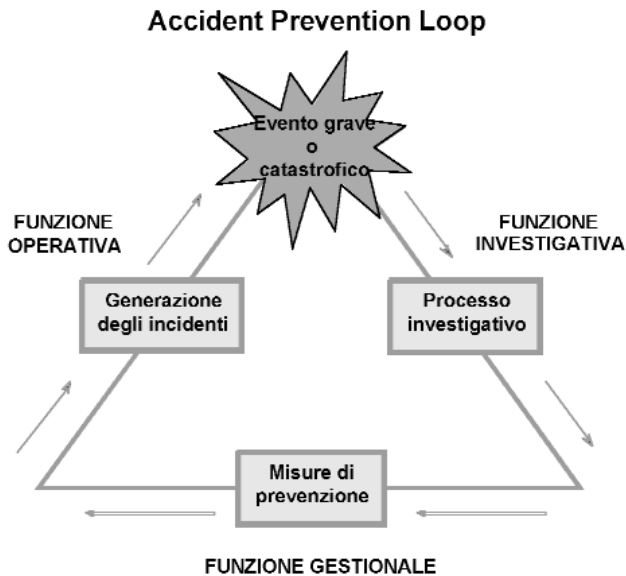 Accident Prevention Loop
Evento grave
o
catastrofico
FUNZIONE
OPERATIVA
FUNZIONE
INVESTIGATIVA
Generazione
degli incidenti
Processo
investigativo
Misure di
prevenzione
FUNZIONE GESTIONALE